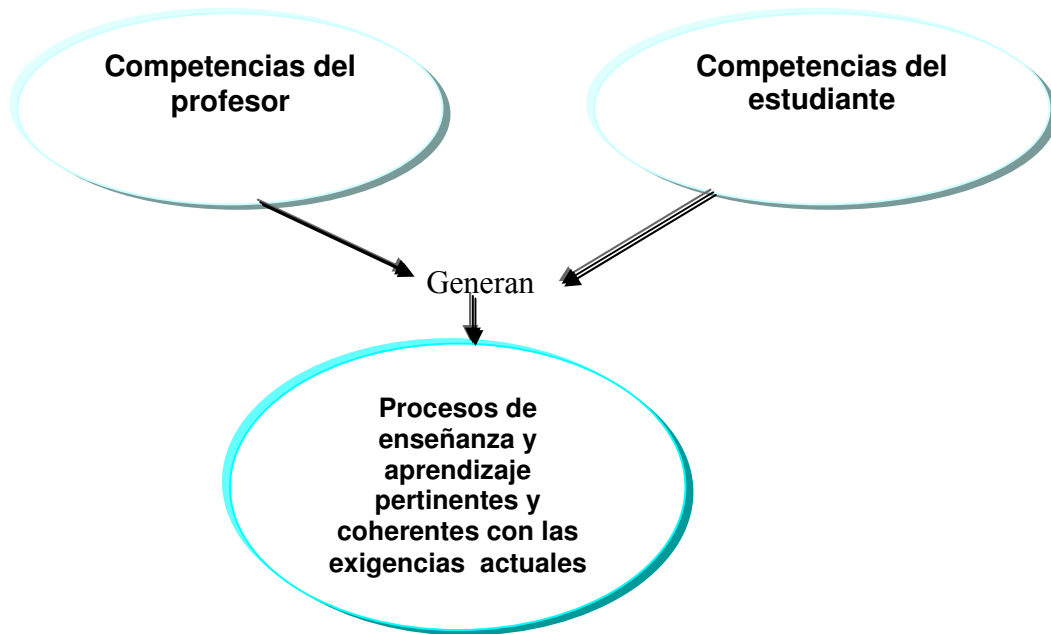 Competencias del
profesor
Competencias del
estudiante
Generan
Procesos de
enseñanza y
aprendizaje
pertinentes y
coherentes con las
exigencias  actuales